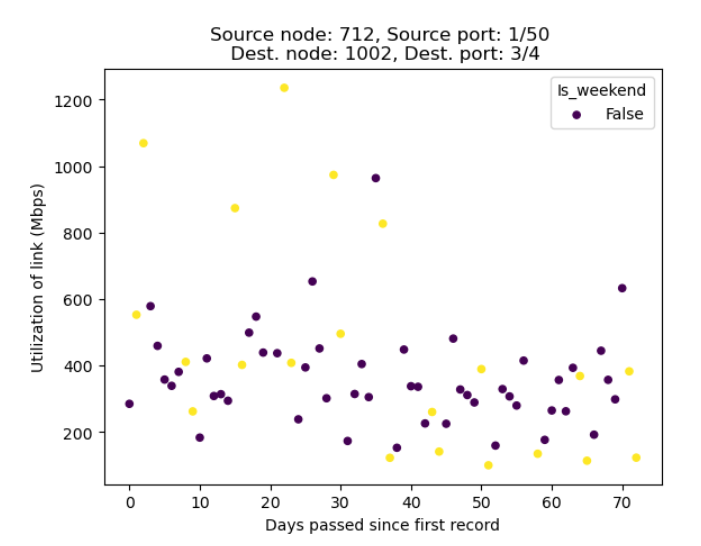 Source node: 712, Source port: 1/50
Dest. node: 1002, Dest. port: 3/4
Is_weekend
False
Utilization of link (Mbps)
1200
1000
800
600
400
200
0 10 20 30 40 50 60 70
Days passed since first record